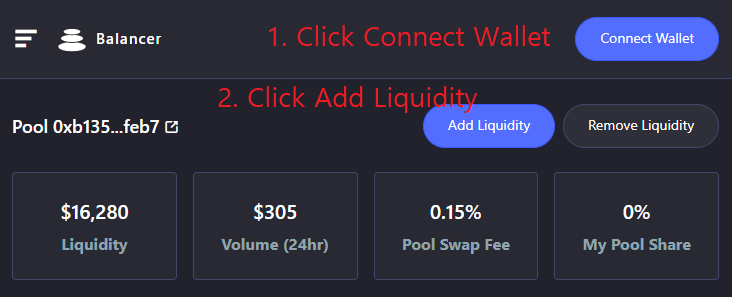 1. Click Connect Wallet
Balancer
Connect Wallet
2. Click Add Liquidity
Pool 0xb135...feb7
Add Liquidity
Remove Liquidity
$16,280
Liquidity
$305
Volume (24hr)
0.15%
Pool Swap Fee
0%
My Pool Share